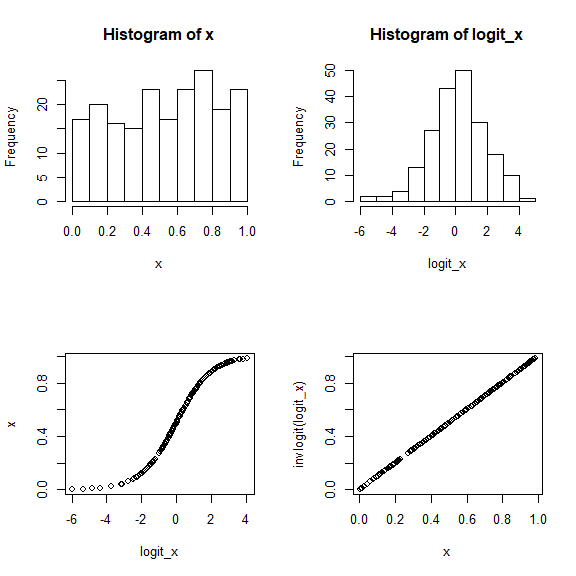 Histogram of x
Frequency
0
10
20
0.0 0.2 0.4 0.6 0.8 1.0
x
Histogram of logit_x
Frequency
0 10 20 30 40 50
-6 -4 -2 0 2 4
logit_x
x
0.0 0.4 0.8
-6 -4 -2 0 2 4
logit_x
invlogit(logit_x)
0.0 0.4 0.8
0.0 0.2 0.4 0.6 0.8 1.0
x